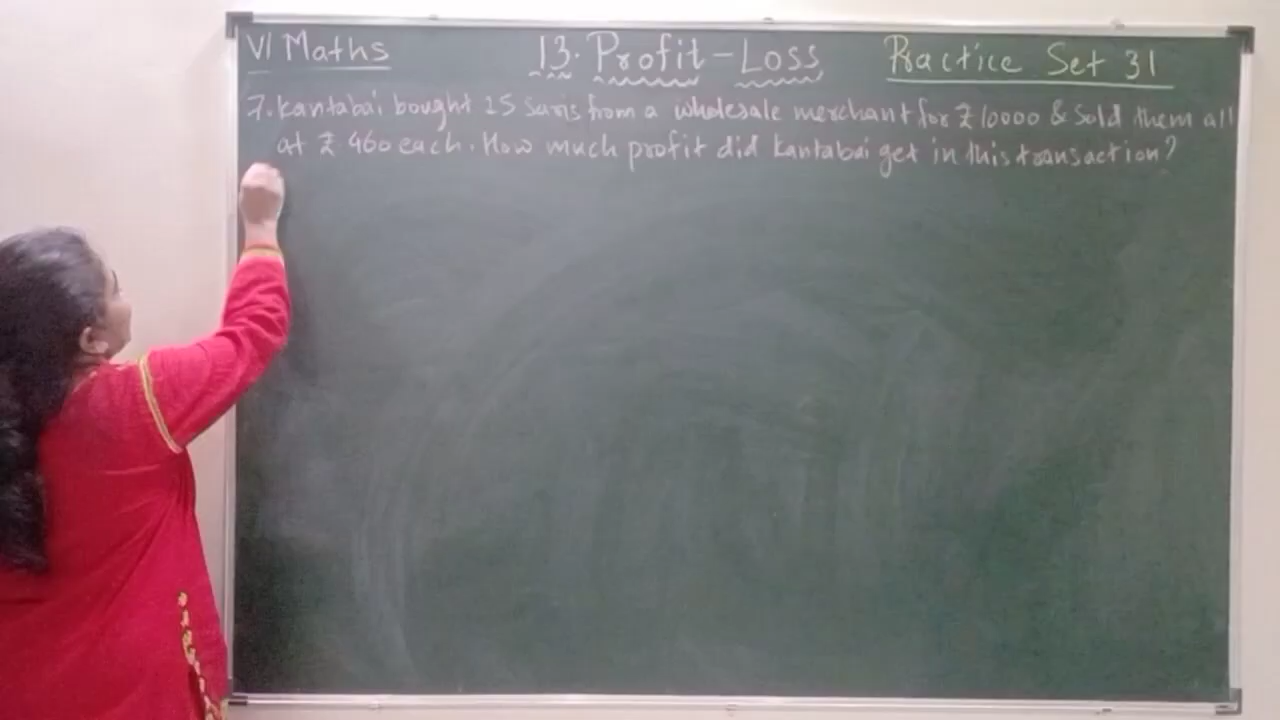 VI Maths 13. Profit - Loss Practice Set 31
7. Kantabai bought 25 saris from a wholesale merchant for ₹ 10000 & Sold them all
at ₹ 460 each. How much profit did Kantabai get in this transaction?